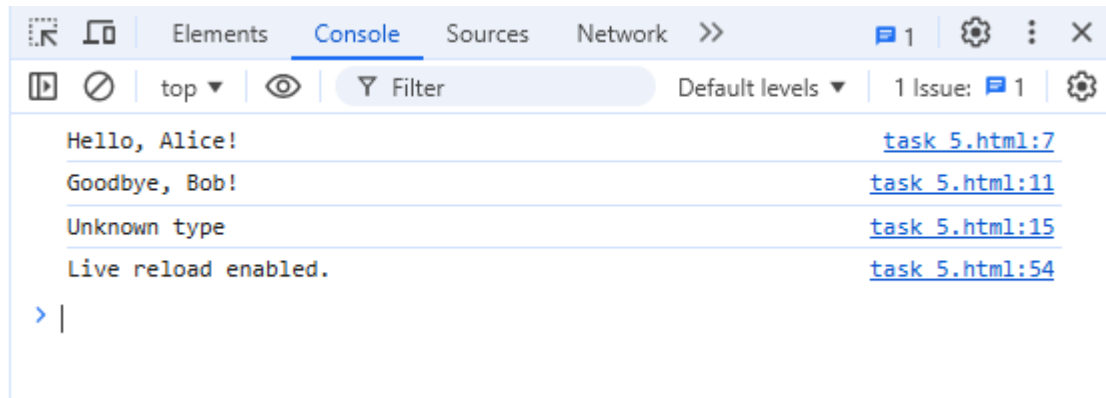 Elements Console Sources Network 1
top ▼ Filter Default levels ▼ 1 Issue: 1
Hello, Alice! task 5.html:7
Goodbye, Bob! task 5.html:11
Unknown type task 5.html:15
Live reload enabled. task 5.html:54